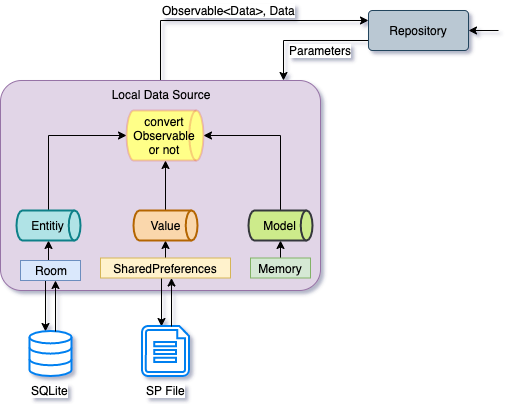 Observable<Data>, Data
Repository
Parameters
Local Data Source
convert
Observable
or not
Entitiy
Value
Model
Room
SharedPreferences
Memory
SQLite
SP File